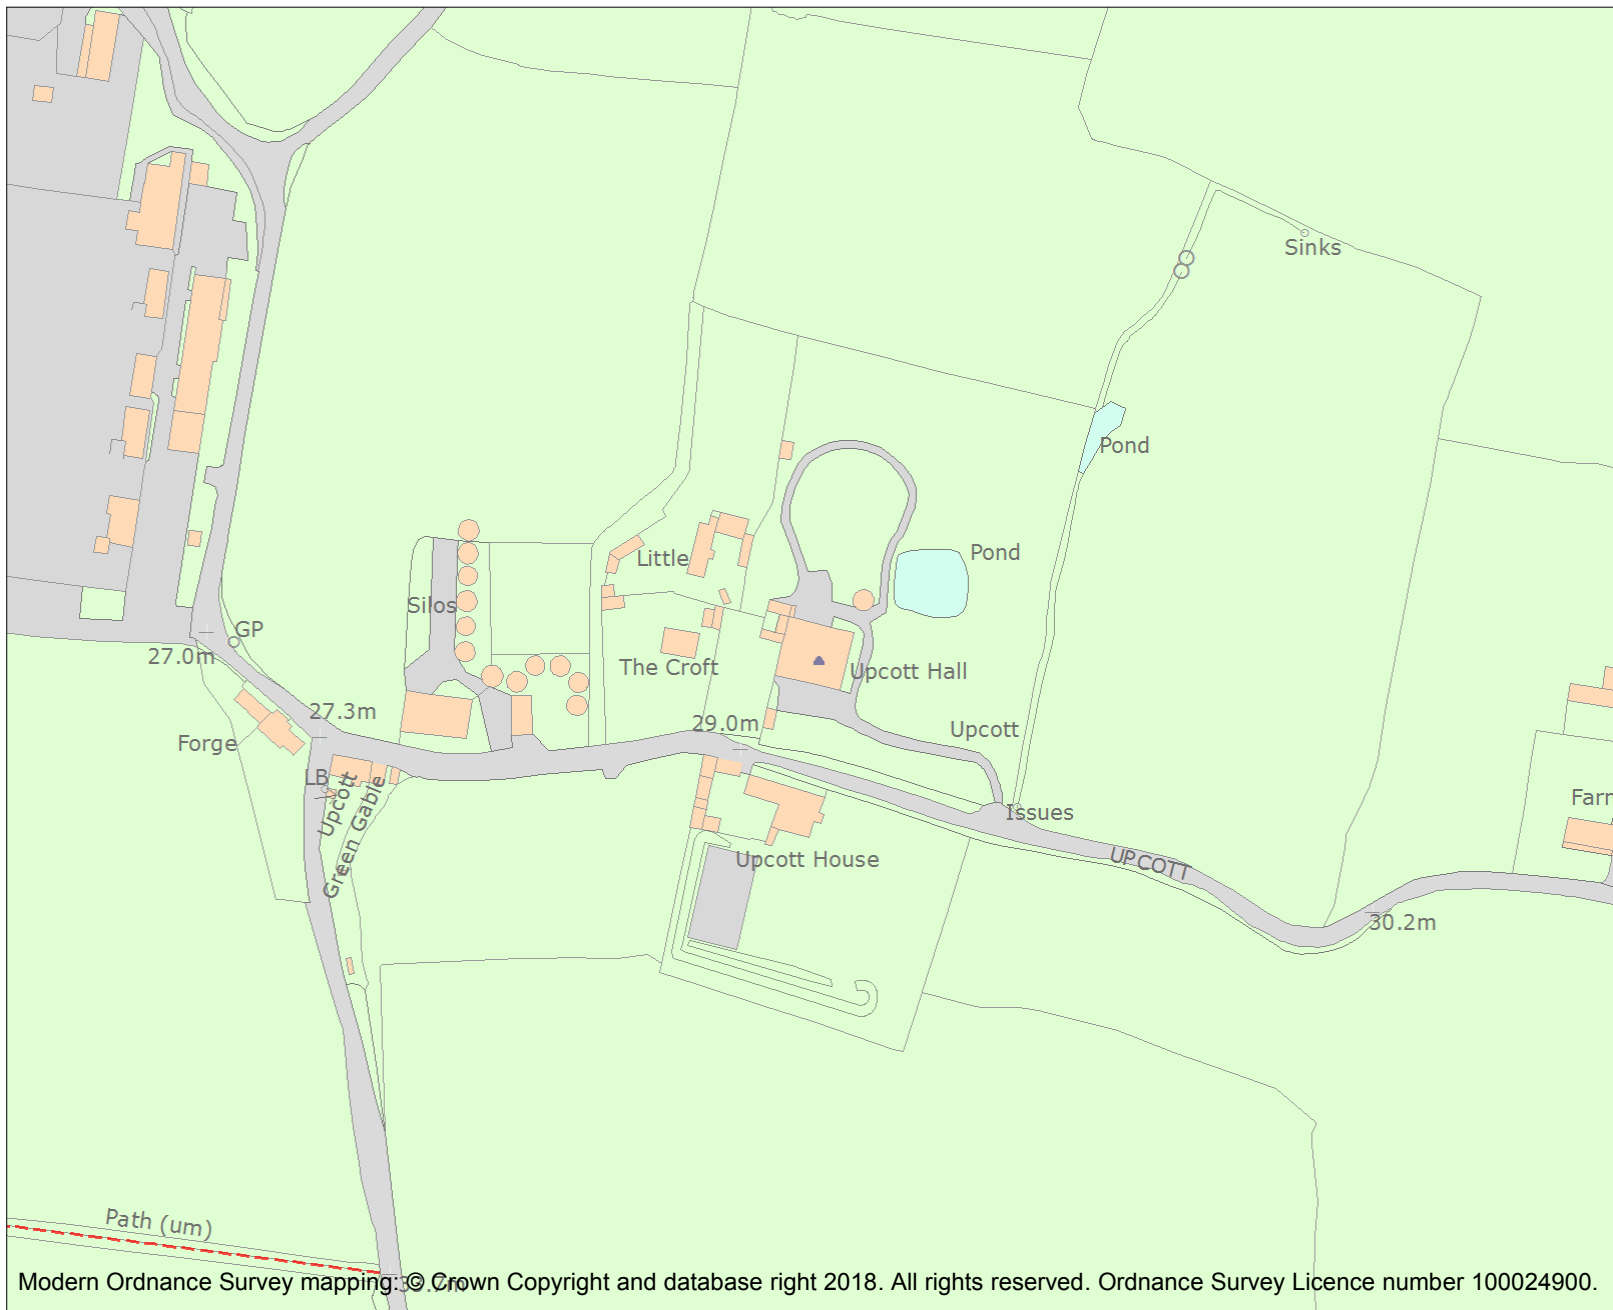 Sinks
Pond
Pond
Little
Silos
GP
27.0m
The Croft
Upcott Hall
27.3m
29.0m
Upcott
Forge
LB
Upcott
Green Gable
Issues
Upcott House
UPCOTT
30.2m
Path (um)
Modern Ordnance Survey mapping: © Crown Copyright and database right 2018. All rights reserved. Ordnance Survey Licence number 100024900.